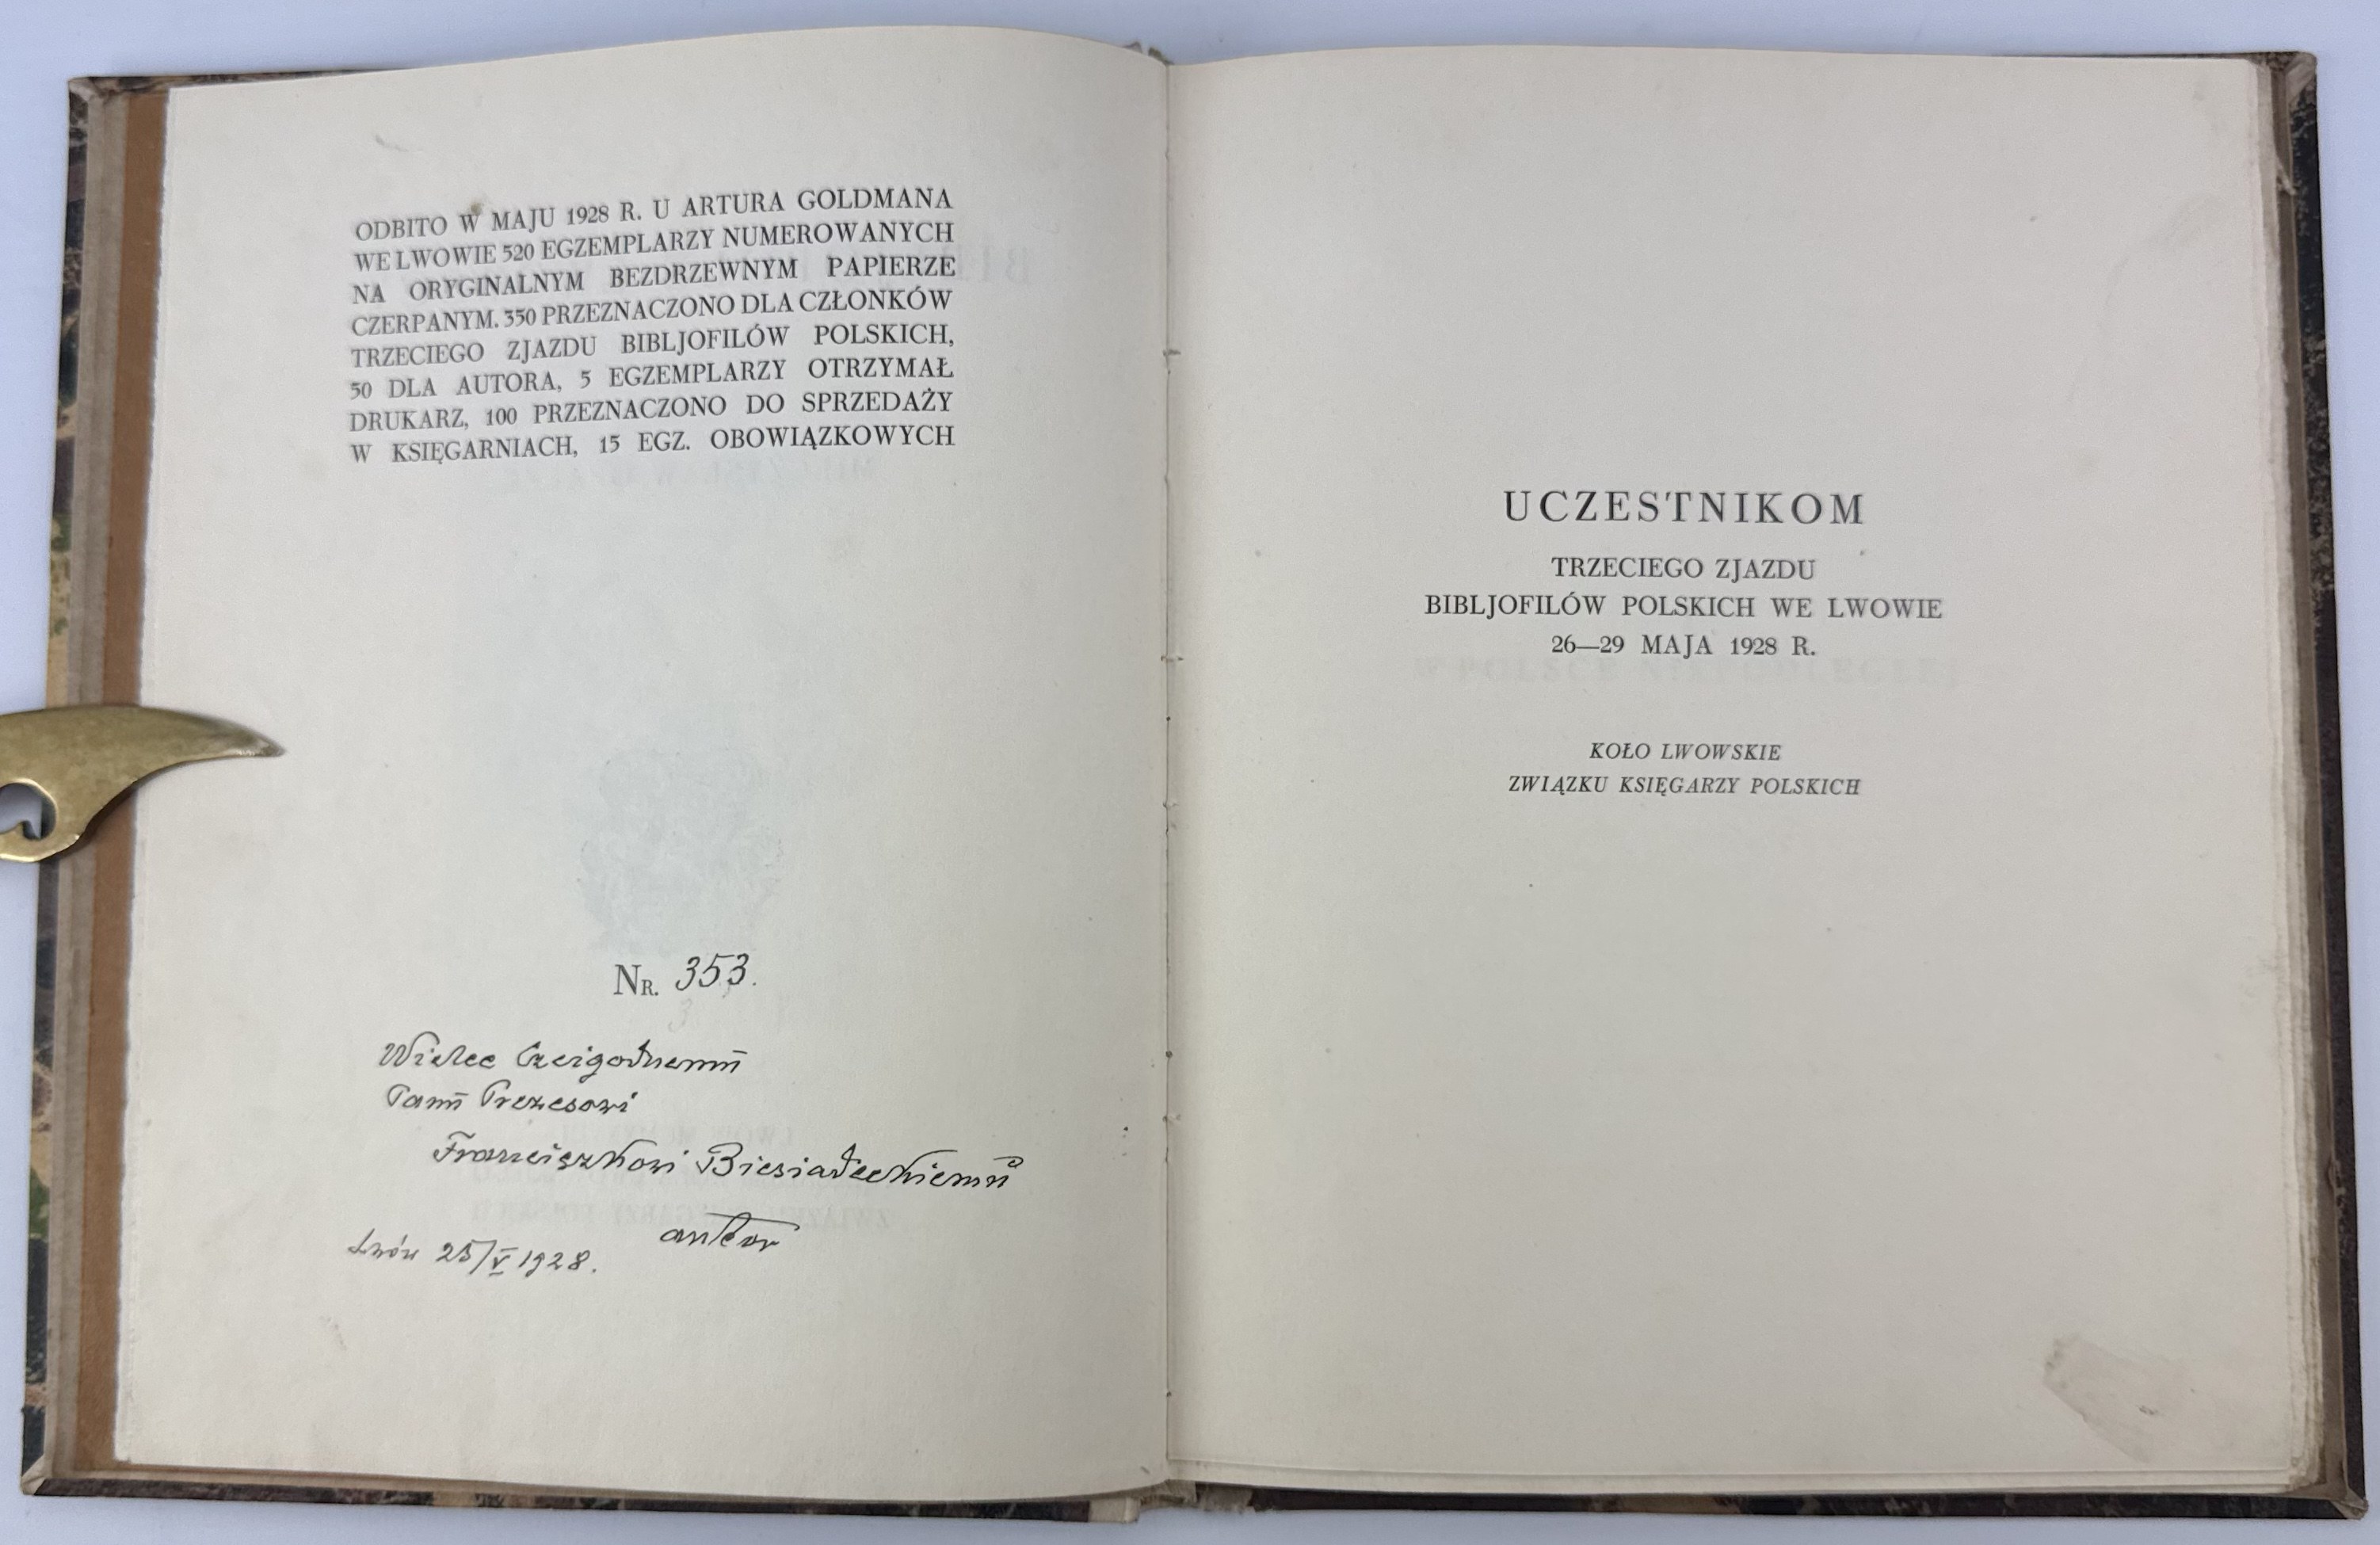 ODBITO W MAJU 1928 R. U ARTURA GOLDMANA
WE LWOWIE 520 EGZEMPLARZY NUMEROWANYCH
NA ORYGINALNYM BEZDRZEWNYM PAPIERZE
CZERPANYM. 350 PRZEZNACZONO DLA CZŁONKÓW
TRZECIEGO ZJAZDU BIBLJOFILÓW POLSKICH,
50 DLA AUTORA, 5 EGZEMPLARZY OTRZYMAŁ
DRUKARZ, 100 PRZEZNACZONO DO SPRZEDAŻY
W KSIĘGARNIACH, 15 EGZ. OBOWIĄZKOWYCH
NR. 353.
Wielce Czcigodnemu
Panu Prezesowi
Franciszkowi Biesiadeckiemu
autor
Lwów 25/V 1928.
UCZESTNIKOM
TRZECIEGO ZJAZDU
BIBLJOFILÓW POLSKICH WE LWOWIE
26—29 MAJA 1928 R.
KOŁO LWOWSKIE
ZWIĄZKU KSIĘGARZY POLSKICH